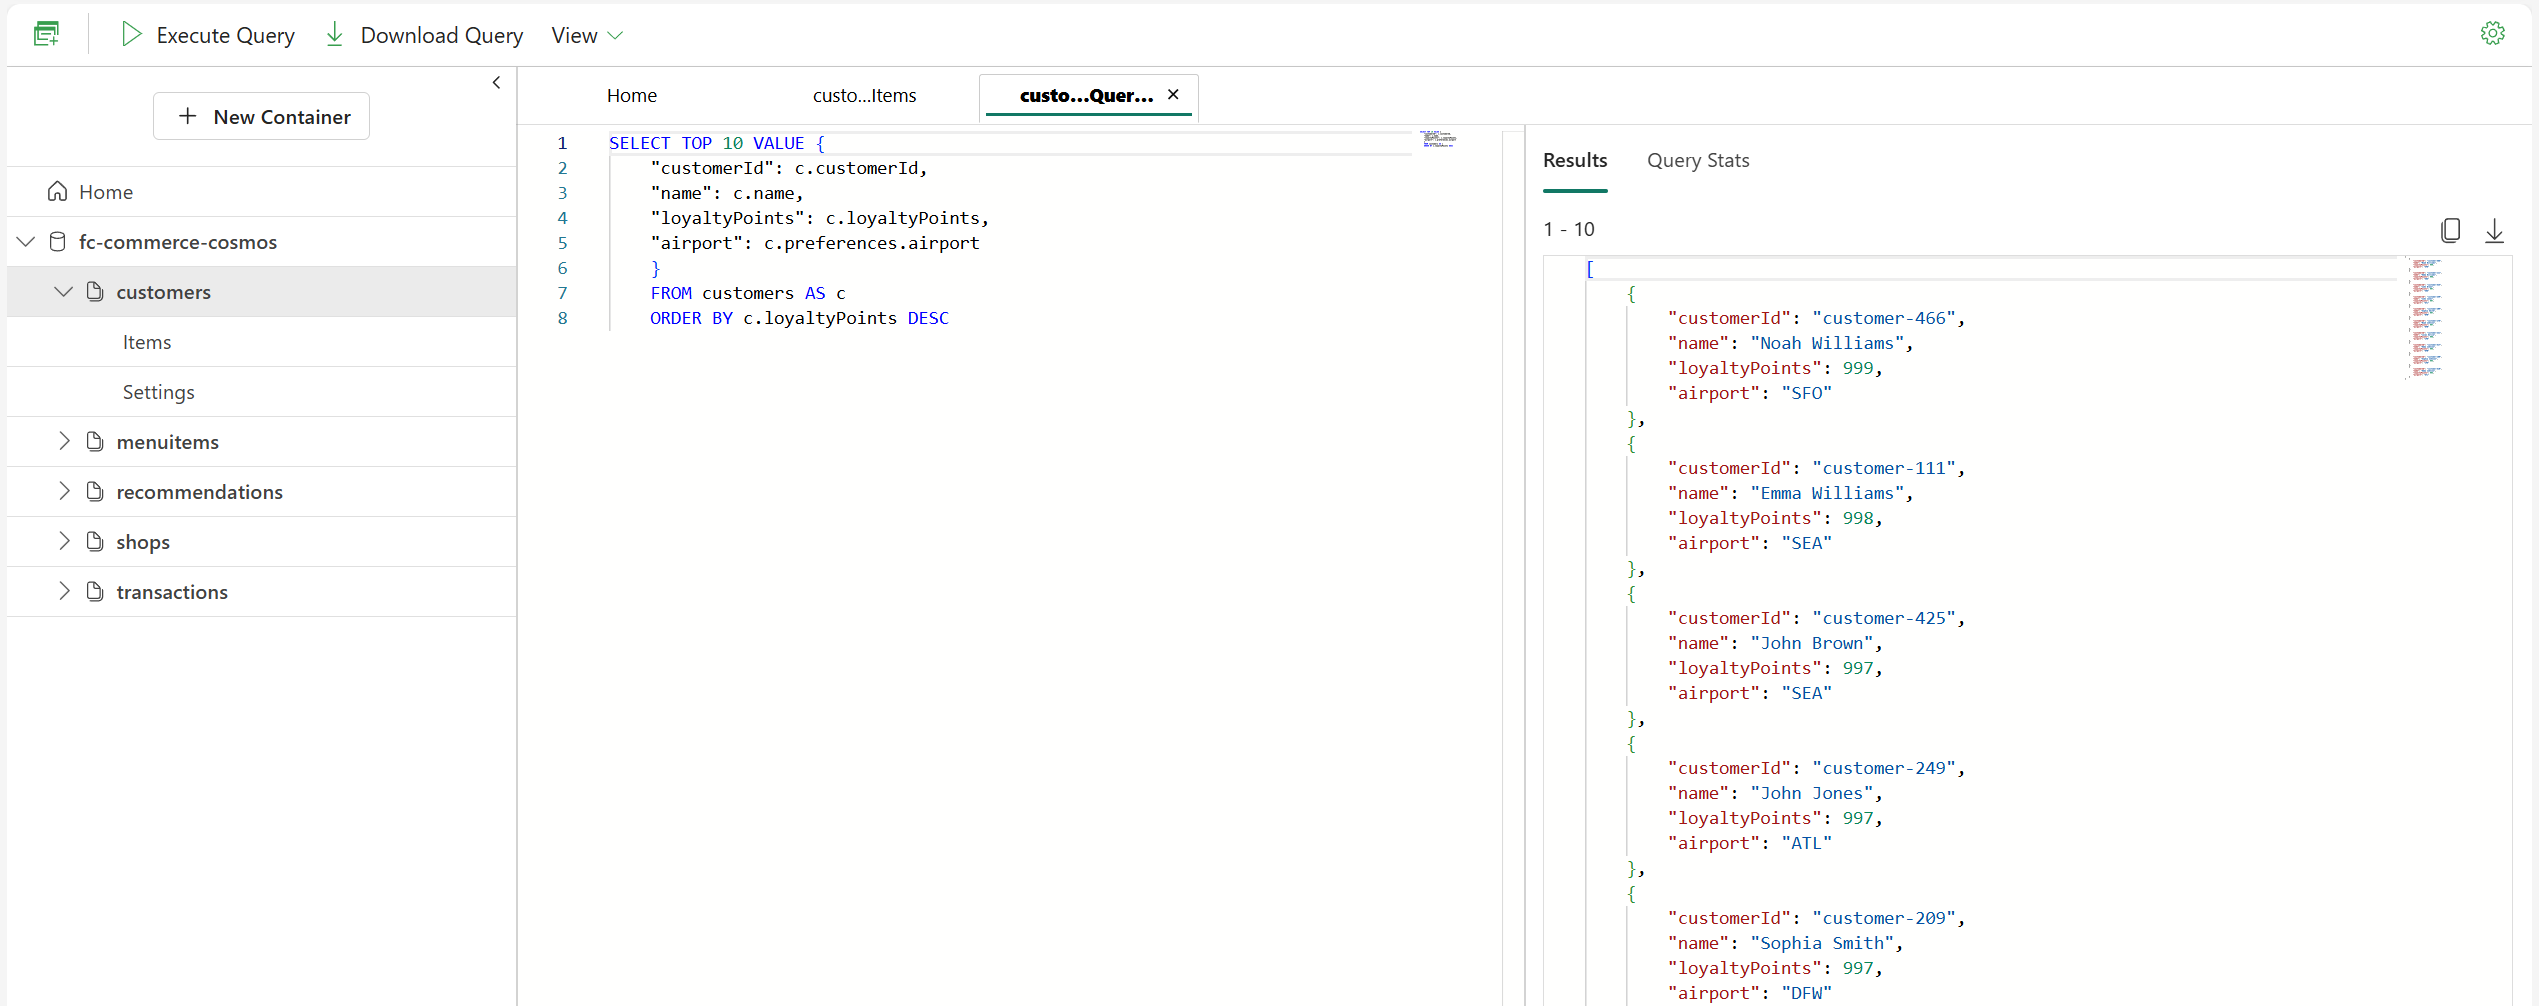 Execute Query
Download Query
View
New Container
Home
fc-commerce-cosmos
customers
Items
Settings
menuitems
recommendations
shops
transactions
Home
custo...Items
custo...Quer...
1 SELECT TOP 10 VALUE {
2 "customerId": c.customerId,
3 "name": c.name,
4 "loyaltyPoints": c.loyaltyPoints,
5 "airport": c.preferences.airport
6 }
7 FROM customers AS c
8 ORDER BY c.loyaltyPoints DESC
Results
Query Stats
1 - 10
[
{
"customerId": "customer-466",
"name": "Noah Williams",
"loyaltyPoints": 999,
"airport": "SFO"
},
{
"customerId": "customer-111",
"name": "Emma Williams",
"loyaltyPoints": 998,
"airport": "SEA"
},
{
"customerId": "customer-425",
"name": "John Brown",
"loyaltyPoints": 997,
"airport": "SEA"
},
{
"customerId": "customer-249",
"name": "John Jones",
"loyaltyPoints": 997,
"airport": "ATL"
},
{
"customerId": "customer-209",
"name": "Sophia Smith",
"loyaltyPoints": 997,
"airport": "DFW"